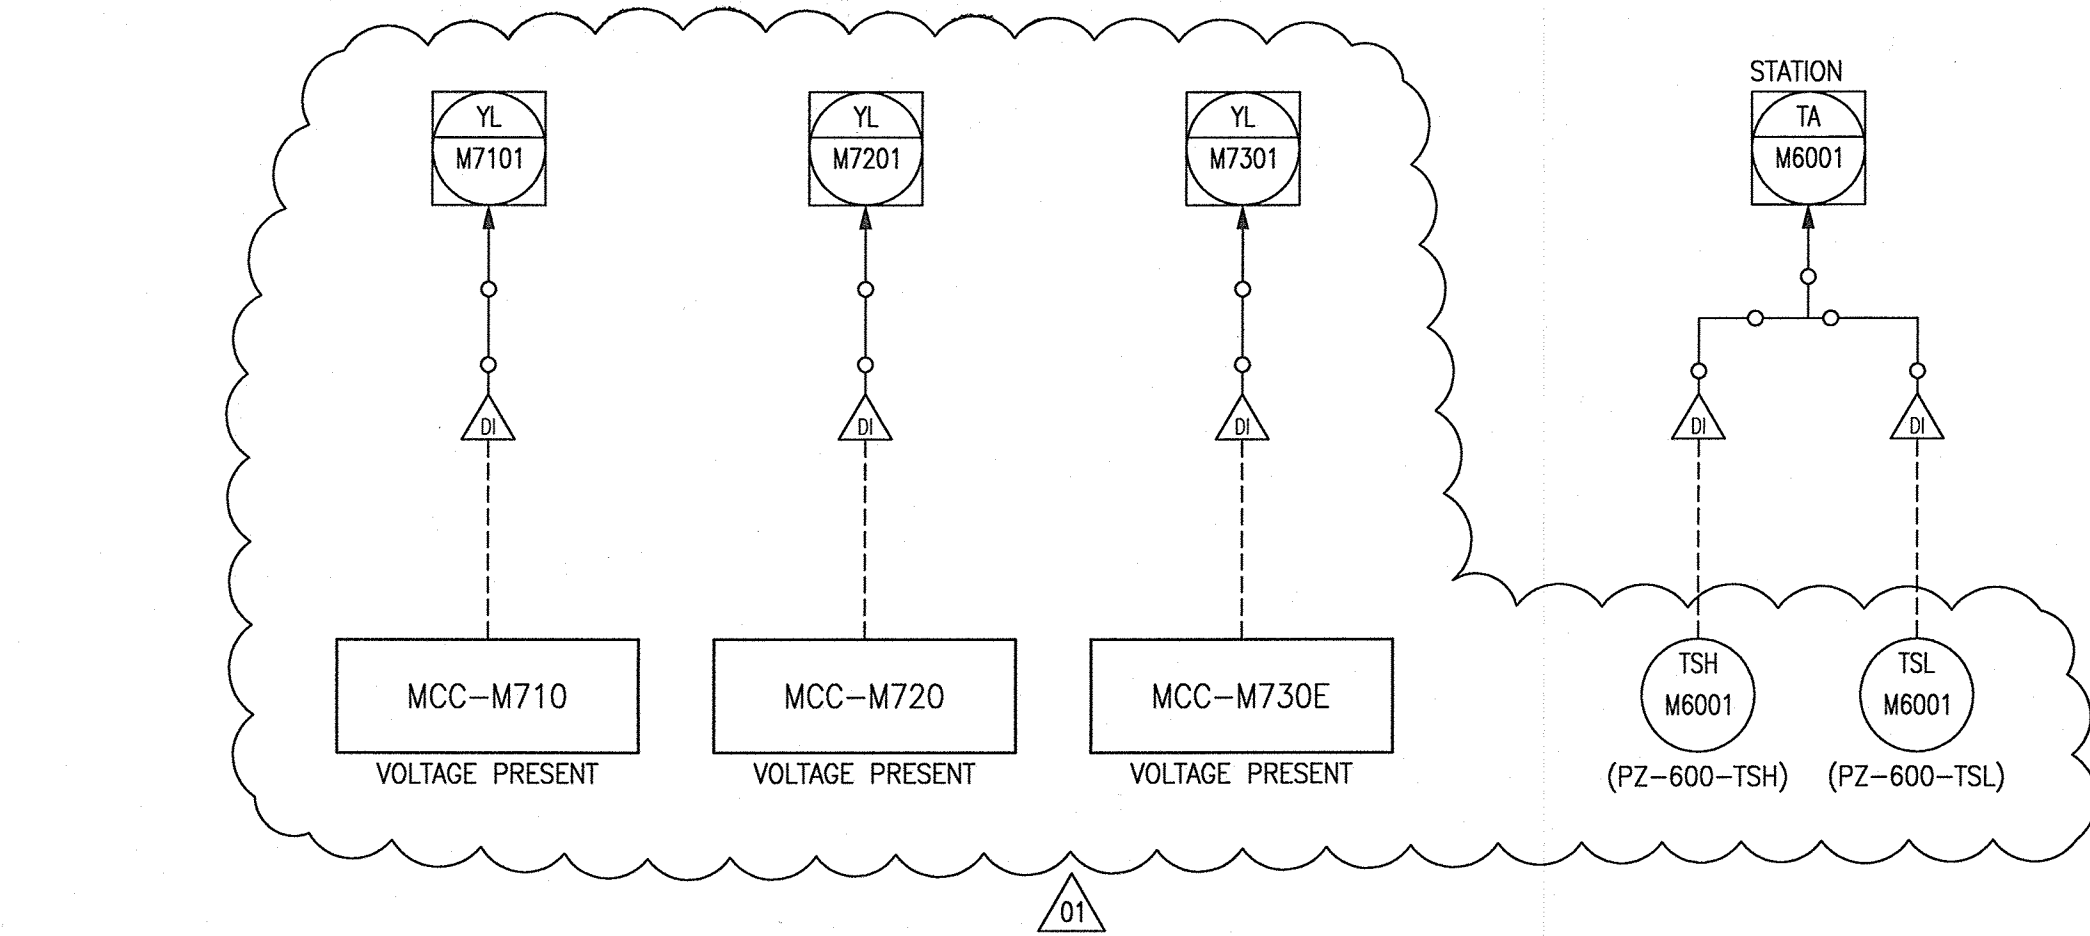 STATION
YL
M7101
YL
M7201
YL
M7301
TA
M6001
DI
DI
DI
DI
DI
MCC-M710
VOLTAGE PRESENT
MCC-M720
VOLTAGE PRESENT
MCC-M730E
VOLTAGE PRESENT
TSH
M6001
(PZ-600-TSH)
TSL
M6001
(PZ-600-TSL)
01